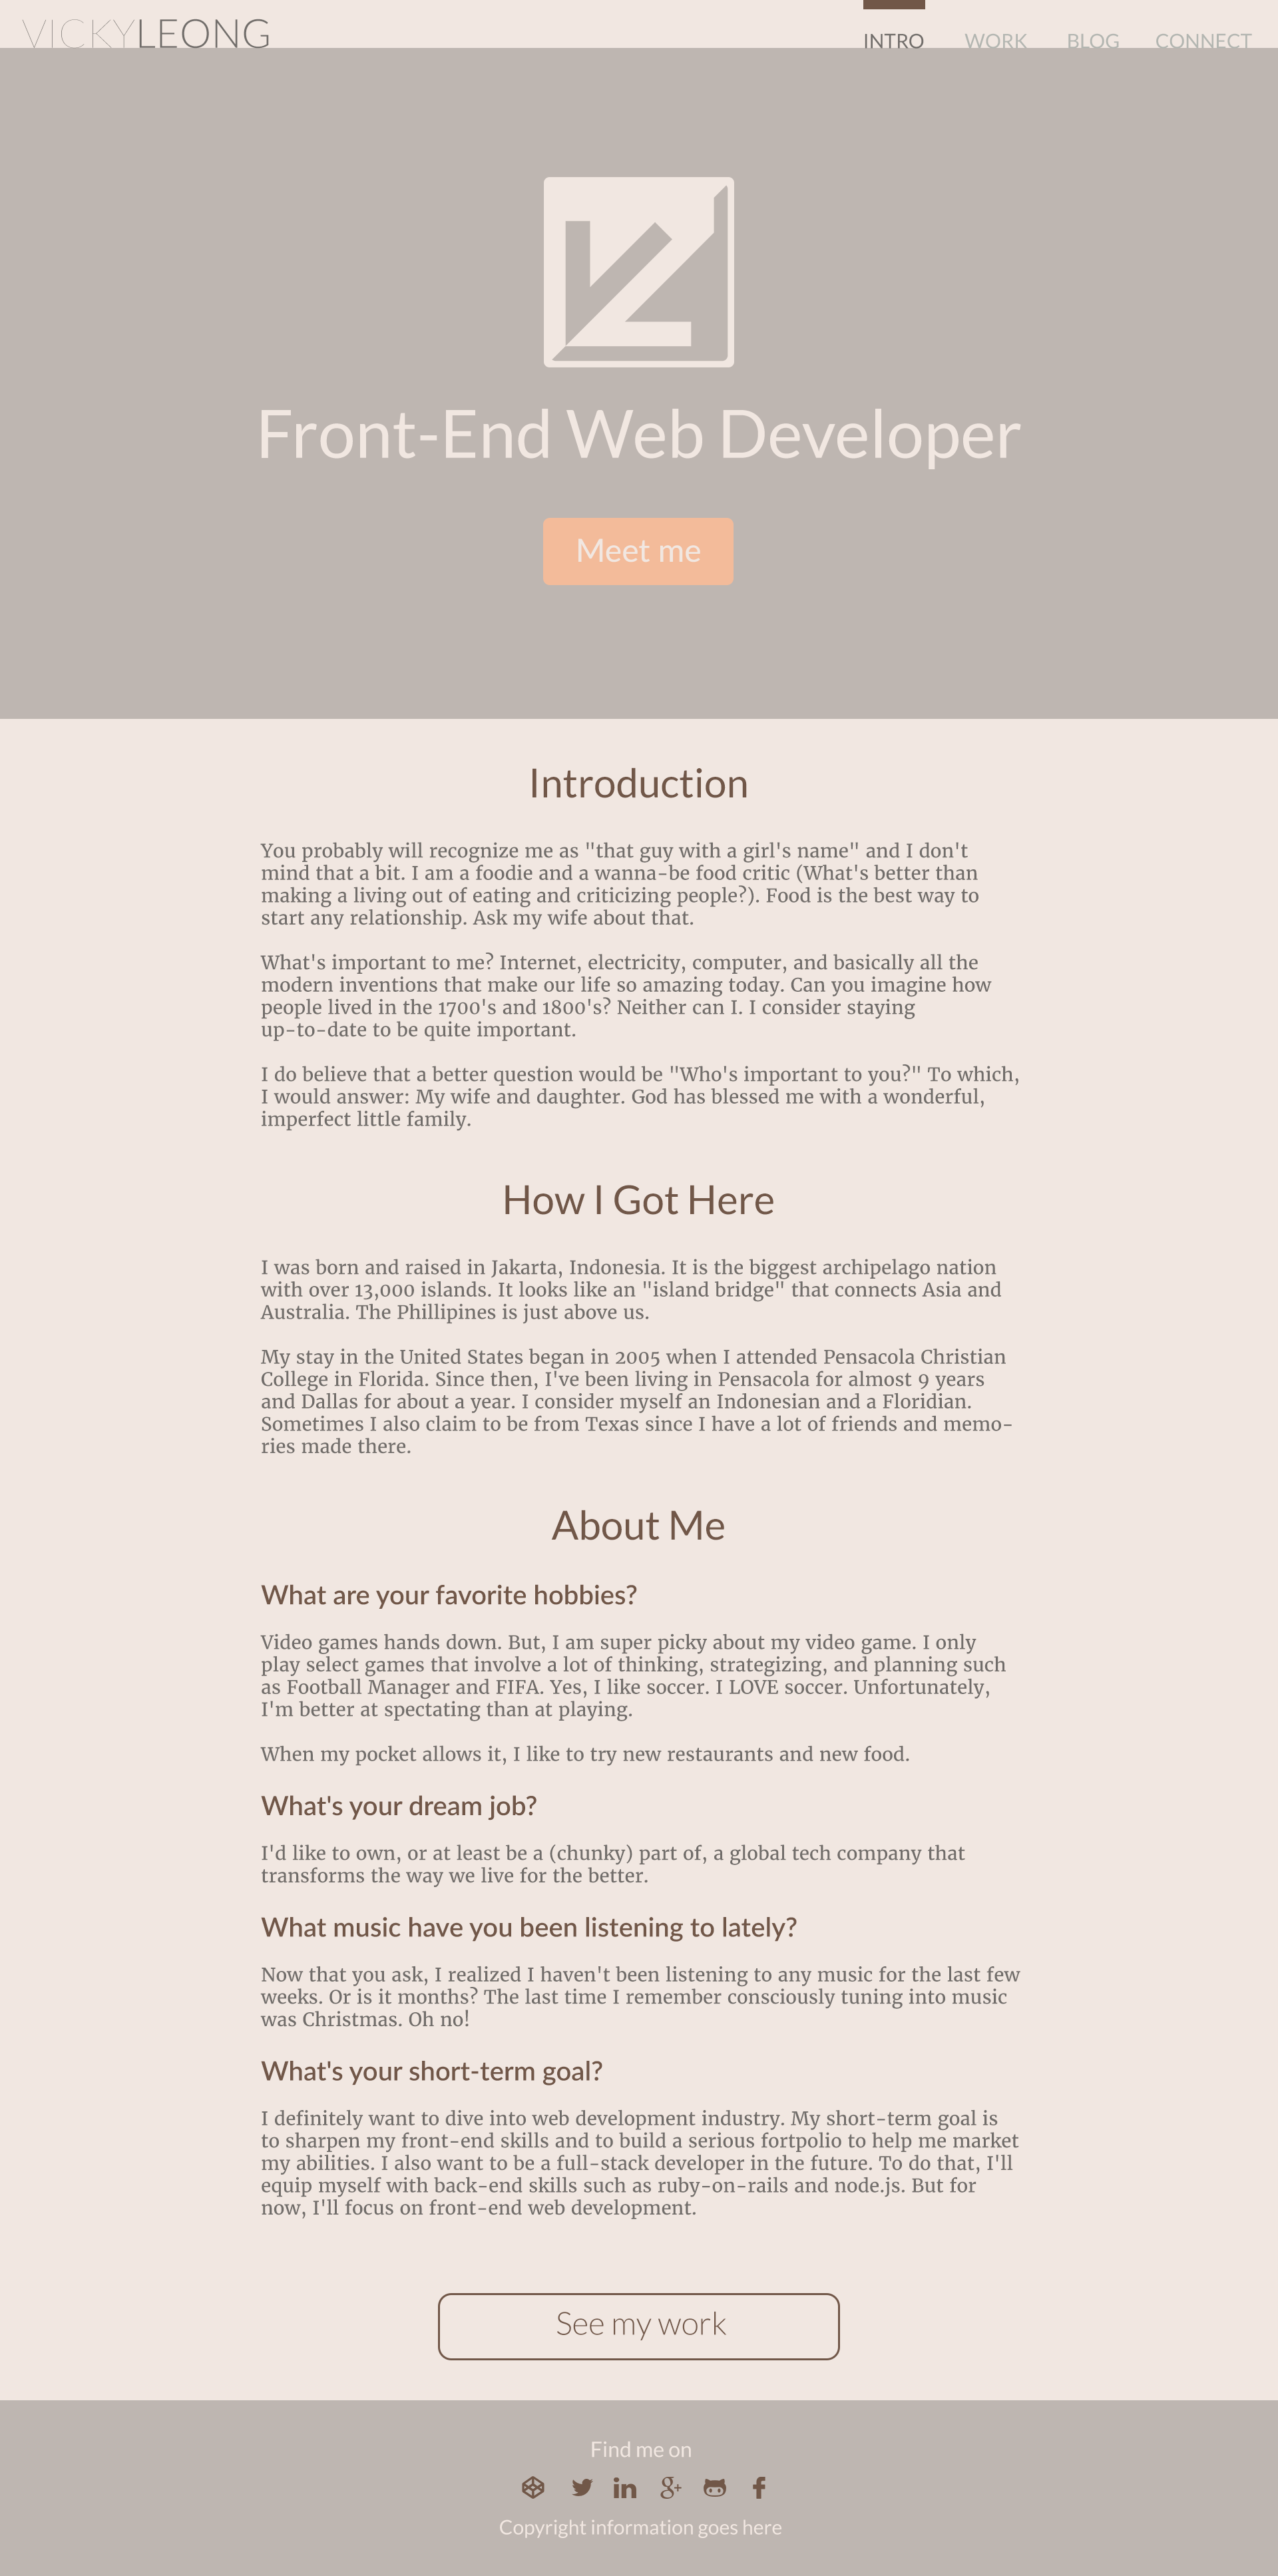 VICKYLEONG
INTRO WORK BLOG CONNECT
Front-End Web Developer
Meet me
Introduction
You probably will recognize me as "that guy with a girl's name" and I don't
mind that a bit. I am a foodie and a wanna-be food critic (What's better than
making a living out of eating and criticizing people?). Food is the best way to
start any relationship. Ask my wife about that.
What's important to me? Internet, electricity, computer, and basically all the
modern inventions that make our life so amazing today. Can you imagine how
people lived in the 1700's and 1800's? Neither can I. I consider staying
up-to-date to be quite important.
I do believe that a better question would be "Who's important to you?" To which,
I would answer: My wife and daughter. God has blessed me with a wonderful,
imperfect little family.
How I Got Here
I was born and raised in Jakarta, Indonesia. It is the biggest archipelago nation
with over 13,000 islands. It looks like an "island bridge" that connects Asia and
Australia. The Phillipines is just above us.
My stay in the United States began in 2005 when I attended Pensacola Christian
College in Florida. Since then, I've been living in Pensacola for almost 9 years
and Dallas for about a year. I consider myself an Indonesian and a Floridian.
Sometimes I also claim to be from Texas since I have a lot of friends and memo-
ries made there.
About Me
What are your favorite hobbies?
Video games hands down. But, I am super picky about my video game. I only
play select games that involve a lot of thinking, strategizing, and planning such
as Football Manager and FIFA. Yes, I like soccer. I LOVE soccer. Unfortunately,
I'm better at spectating than at playing.
When my pocket allows it, I like to try new restaurants and new food.
What's your dream job?
I'd like to own, or at least be a (chunky) part of, a global tech company that
transforms the way we live for the better.
What music have you been listening to lately?
Now that you ask, I realized I haven't been listening to any music for the last few
weeks. Or is it months? The last time I remember consciously tuning into music
was Christmas. Oh no!
What's your short-term goal?
I definitely want to dive into web development industry. My short-term goal is
to sharpen my front-end skills and to build a serious fortpolio to help me market
my abilities. I also want to be a full-stack developer in the future. To do that, I'll
equip myself with back-end skills such as ruby-on-rails and node.js. But for
now, I'll focus on front-end web development.
See my work
Find me on
Copyright information goes here